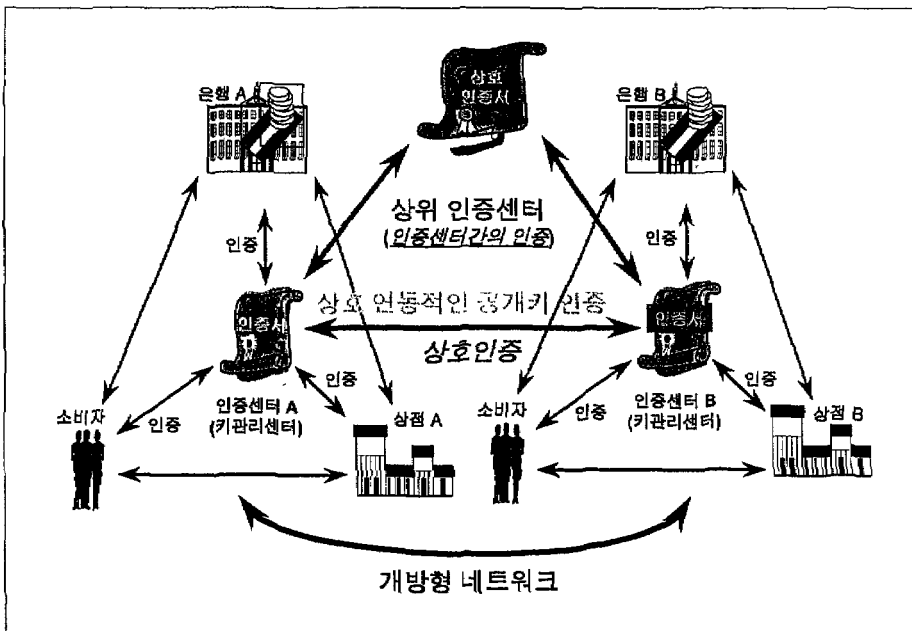 상호
인증서
은행 A
은행 B
상위 인증센터
(인증센터간의 인증)
인증
인증
상호 연동적인 공개키 인증
인증서
인증서
상호인증
인증
인증
소비자
인증
인증센터 A
(키관리센터)
상점 A
소비자
인증
인증센터 B
(키관리센터)
상점 B
개방형 네트워크